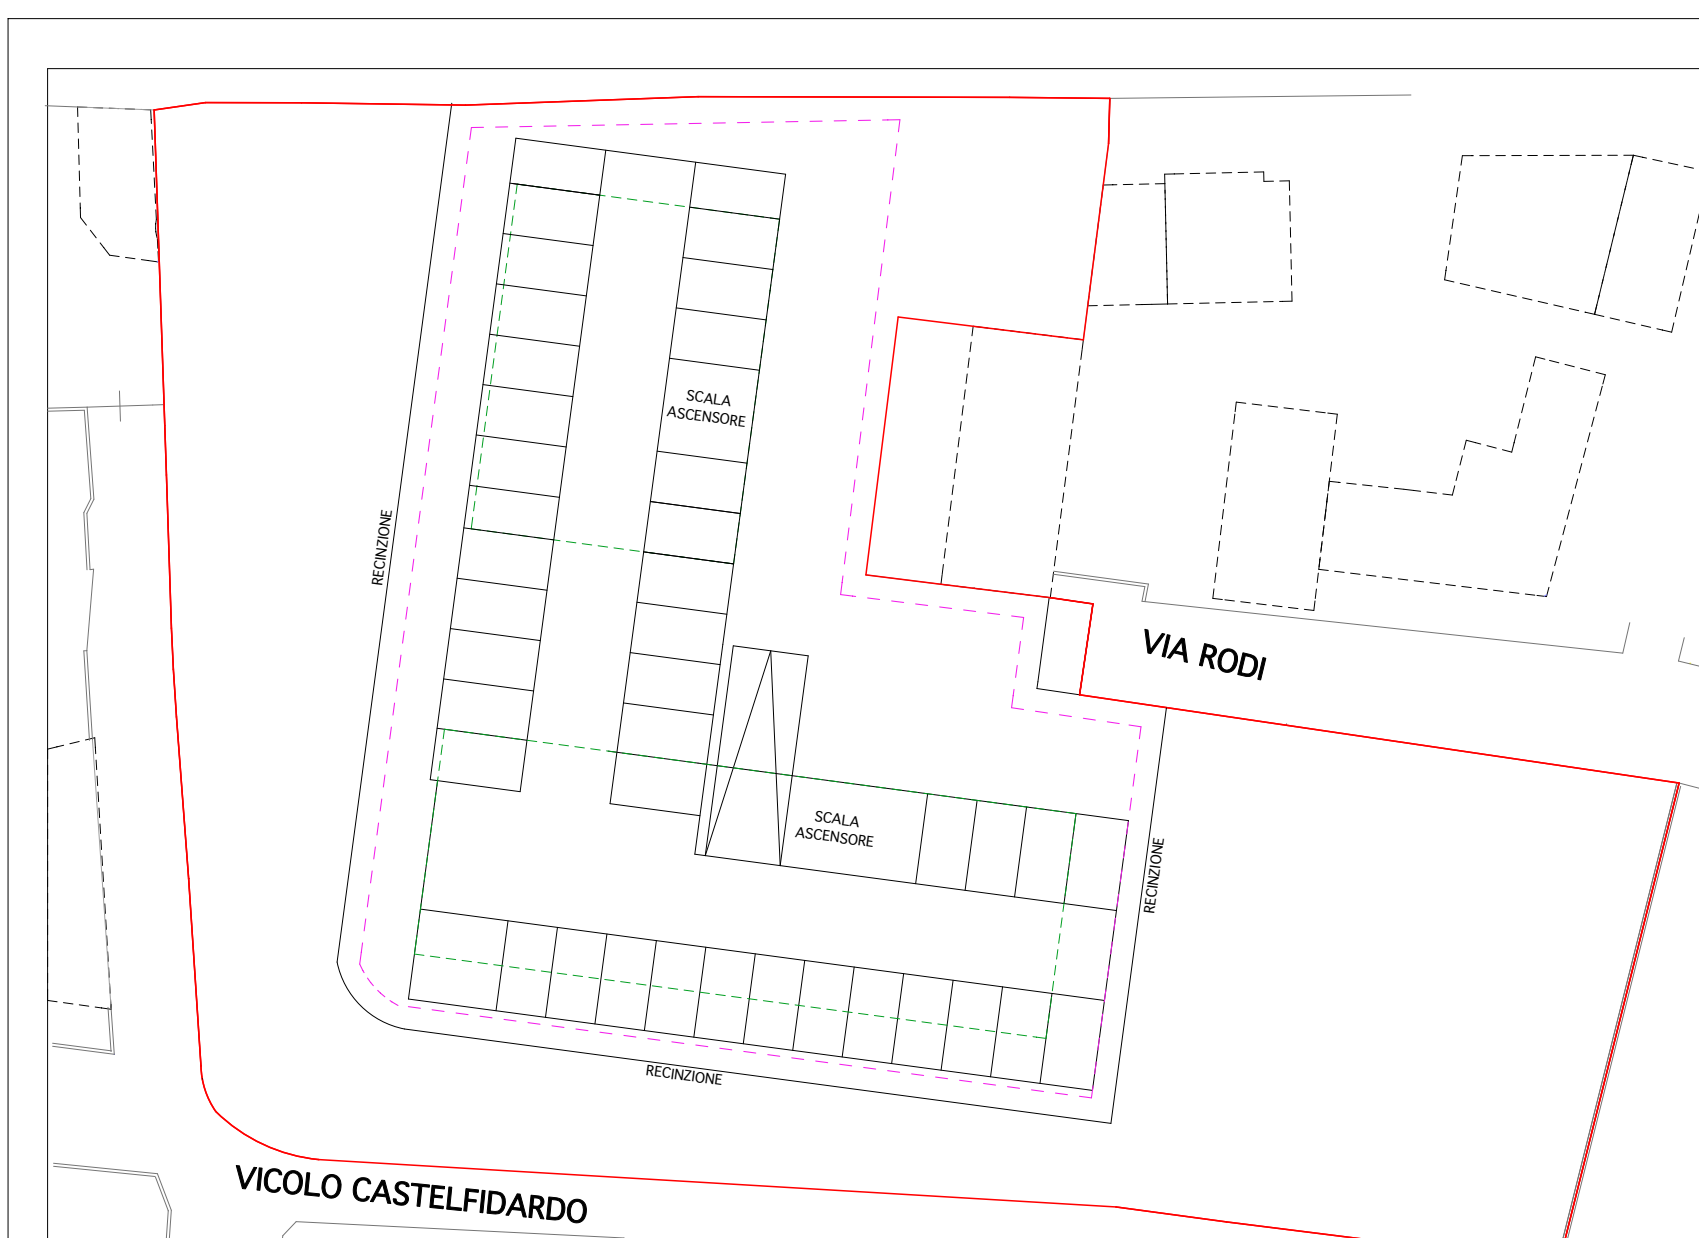 SCALA
ASCENSORE
RECINZIONE
VIA RODI
SCALA
ASCENSORE
RECINZIONE
RECINZIONE
VICOLO CASTELFIDARDO